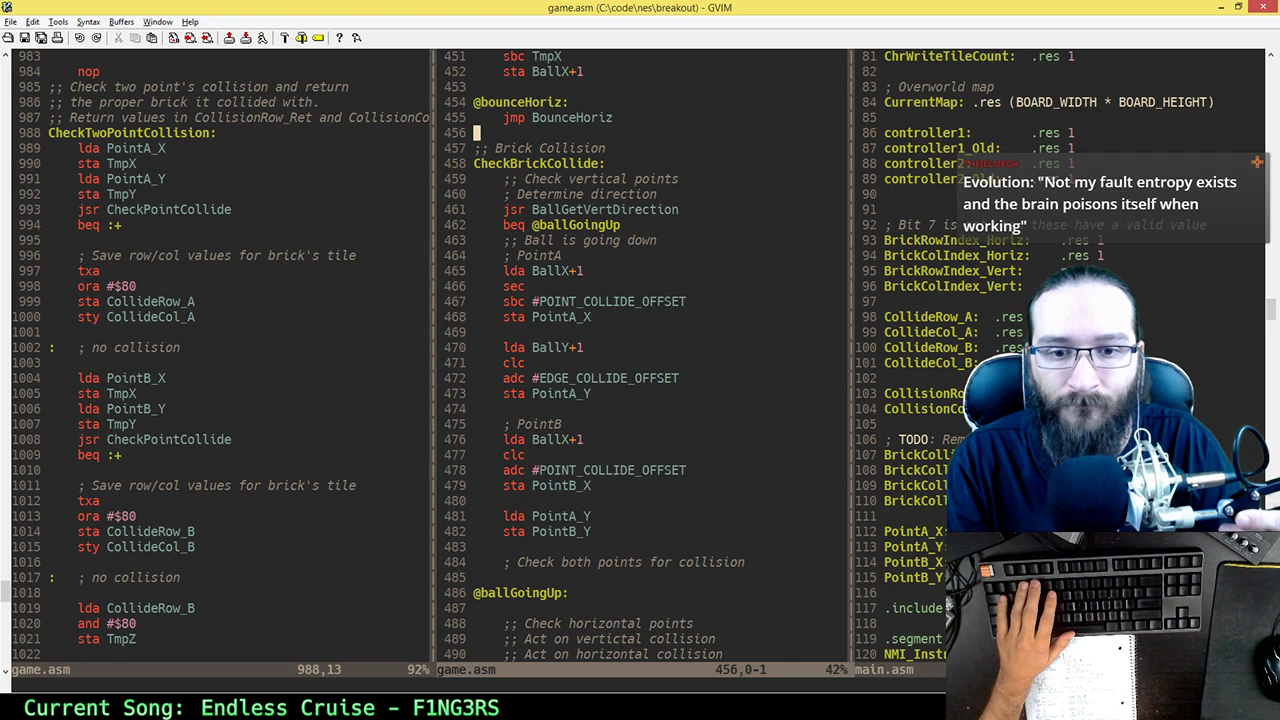 game.asm (C:\code\nes\breakout) - GVIM
File Edit Tools Syntax Buffers Window Help
983
984 nop
985 ;; Check two point's collision and return
986 ;; the proper brick it collided with.
987 ;; Return values in CollisionRow_Ret and CollisionCo
988 CheckTwoPointCollision:
989 lda PointA_X
990 sta TmpX
991 lda PointA_Y
992 sta TmpY
993 jsr CheckPointCollide
994 beq :+
995
996 ; Save row/col values for brick's tile
997 txa
998 ora #$80
999 sta CollideRow_A
1000 sty CollideCol_A
1001
1002 : ; no collision
1003
1004 lda PointB_X
1005 sta TmpX
1006 lda PointB_Y
1007 sta TmpY
1008 jsr CheckPointCollide
1009 beq :+
1010
1011 ; Save row/col values for brick's tile
1012 txa
1013 ora #$80
1014 sta CollideRow_B
1015 sty CollideCol_B
1016
1017 : ; no collision
1018
1019 lda CollideRow_B
1020 and #$80
1021 sta TmpZ
1022
game.asm 988,13 92%
451 sbc TmpX
452 sta BallX+1
453
454 @bounceHoriz:
455 jmp BounceHoriz
456
457 ;; Brick Collision
458 CheckBrickCollide:
459 ;; Check vertical points
460 ; Determine direction
461 jsr BallGetVertDirection
462 beq @ballGoingUp
463 ;; Ball is going down
464 ; PointA
465 lda BallX+1
466 sec
467 sbc #POINT_COLLIDE_OFFSET
468 sta PointA_X
469
470 lda BallY+1
471 clc
472 adc #EDGE_COLLIDE_OFFSET
473 sta PointA_Y
474
475 ; PointB
476 lda BallX+1
477 clc
478 adc #POINT_COLLIDE_OFFSET
479 sta PointB_X
480
481 lda PointA_Y
482 sta PointB_Y
483
484 ; Check both points for collision
485
486 @ballGoingUp:
487
488 ;; Check horizontal points
489 ;; Act on vertictal collision
490 ;; Act on horizontal collision
game.asm 456,0-1 42%
81 ChrWriteTileCount: .res 1
82
83 ; Overworld map
84 CurrentMap: .res (BOARD_WIDTH * BOARD_HEIGHT)
85
86 controller1: .res 1
87 controller1_Old: .res 1
88 controller2
89 controller2_Old: .res 1
90
91
92 ; Bit 7 is these have a valid value
93 BrickRowIndex_Horiz: .res 1
94 BrickColIndex_Horiz: .res 1
95 BrickRowIndex_Vert:
96 BrickColIndex_Vert:
97
98 CollideRow_A: .res
99 CollideCol_A: .res
100 CollideRow_B: .res
101 CollideCol_B:
102
103 CollisionRo
104 CollisionCo
105
106 ; TODO: Rem
107 BrickColli
108 BrickColl
109 BrickColl
110 BrickColl
111
112 PointA_X:
113 PointA_Y:
114 PointB_X:
115 PointB_Y:
116
117 .include
118
119 .segment
120 NMI_Instr
main.asm
Evolution: "Not my fault entropy exists
and the brain poisons itself when
working"
Current Song: Endless Cruise - F1NG3RS